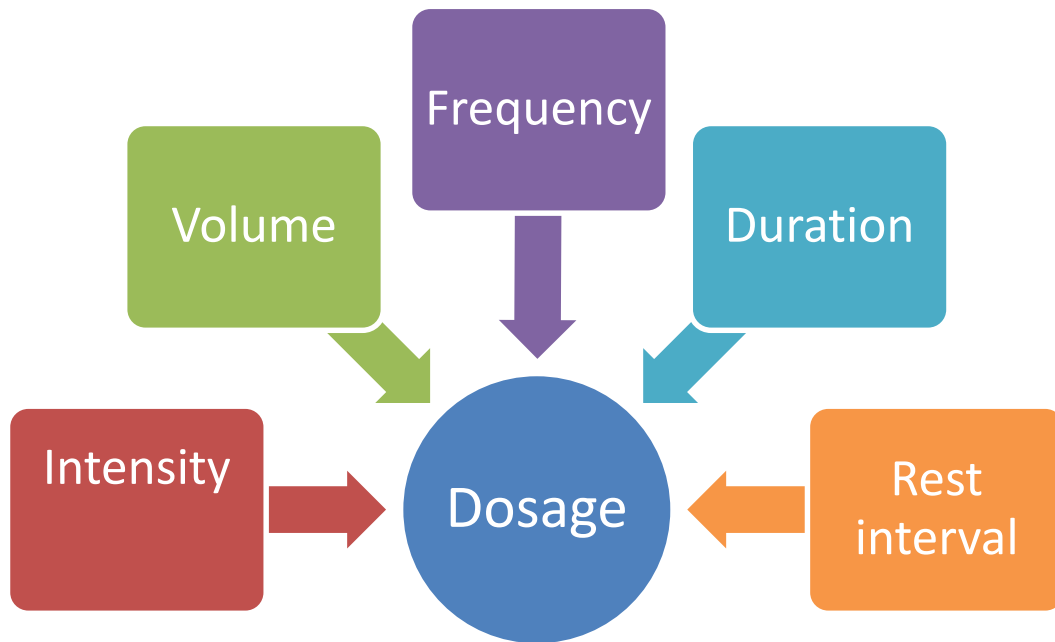 Frequency
Volume
Duration
Intensity
Dosage
Rest
interval